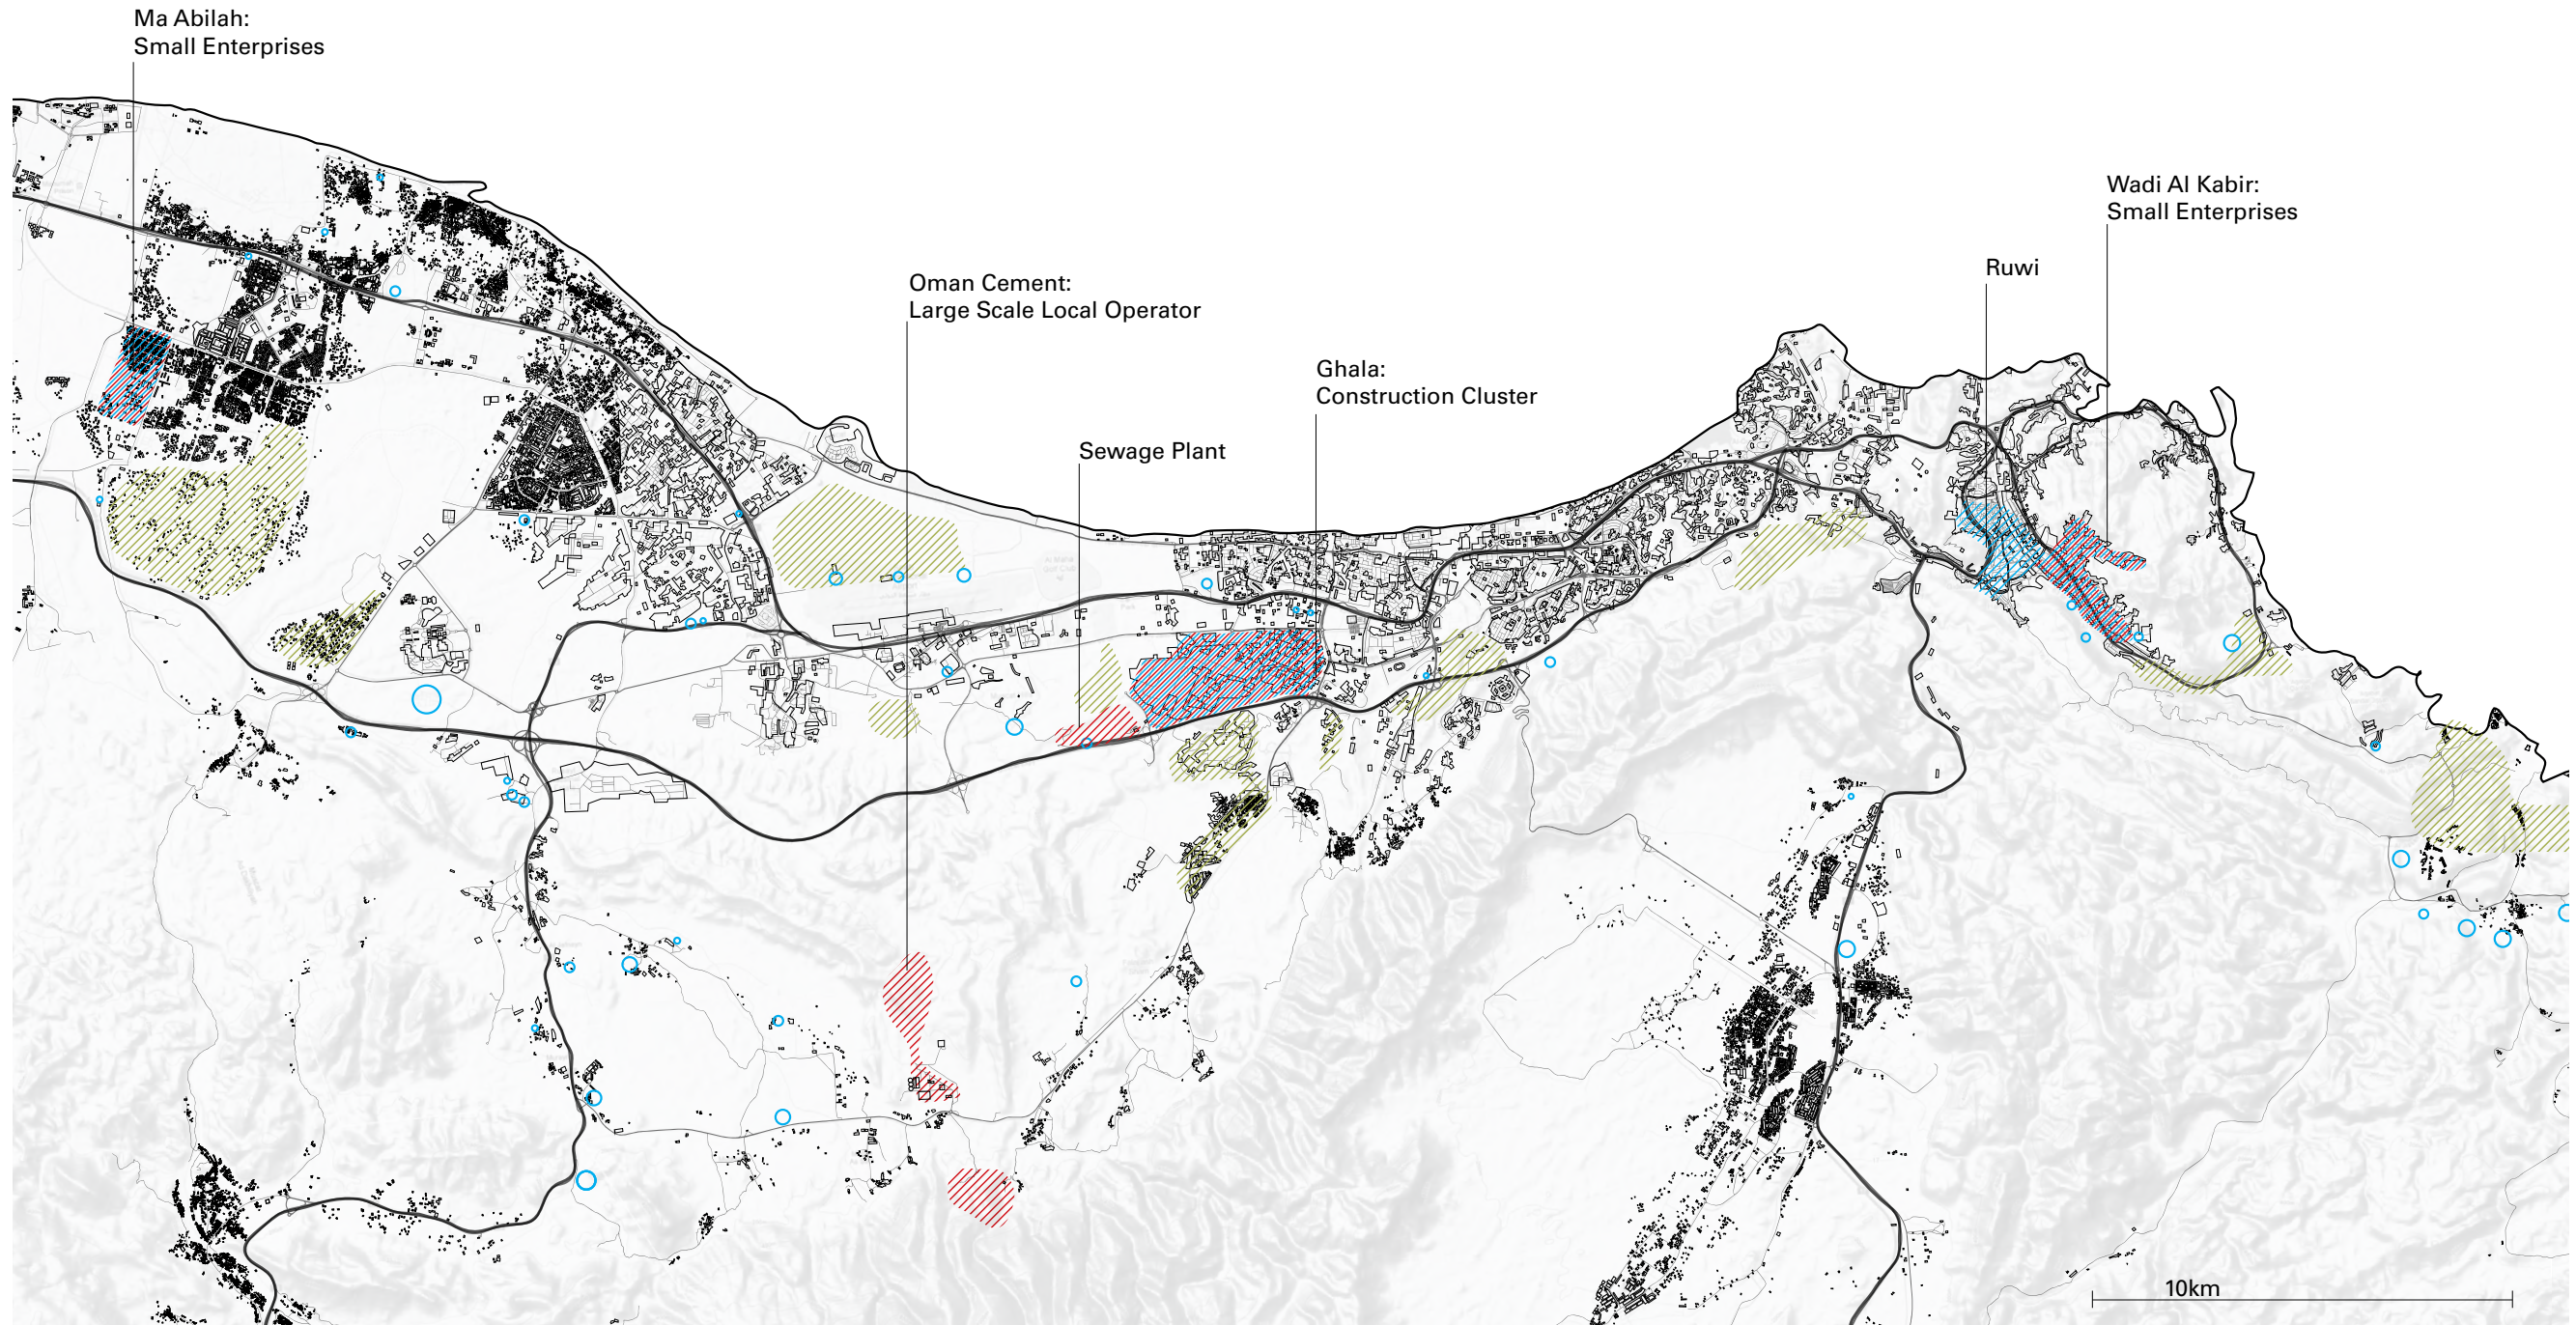 Ma Abilah:
Small Enterprises
Wadi Al Kabir:
Small Enterprises
Ruwi
Oman Cement:
Large Scale Local Operator
Ghala:
Construction Cluster
Sewage Plant
10km